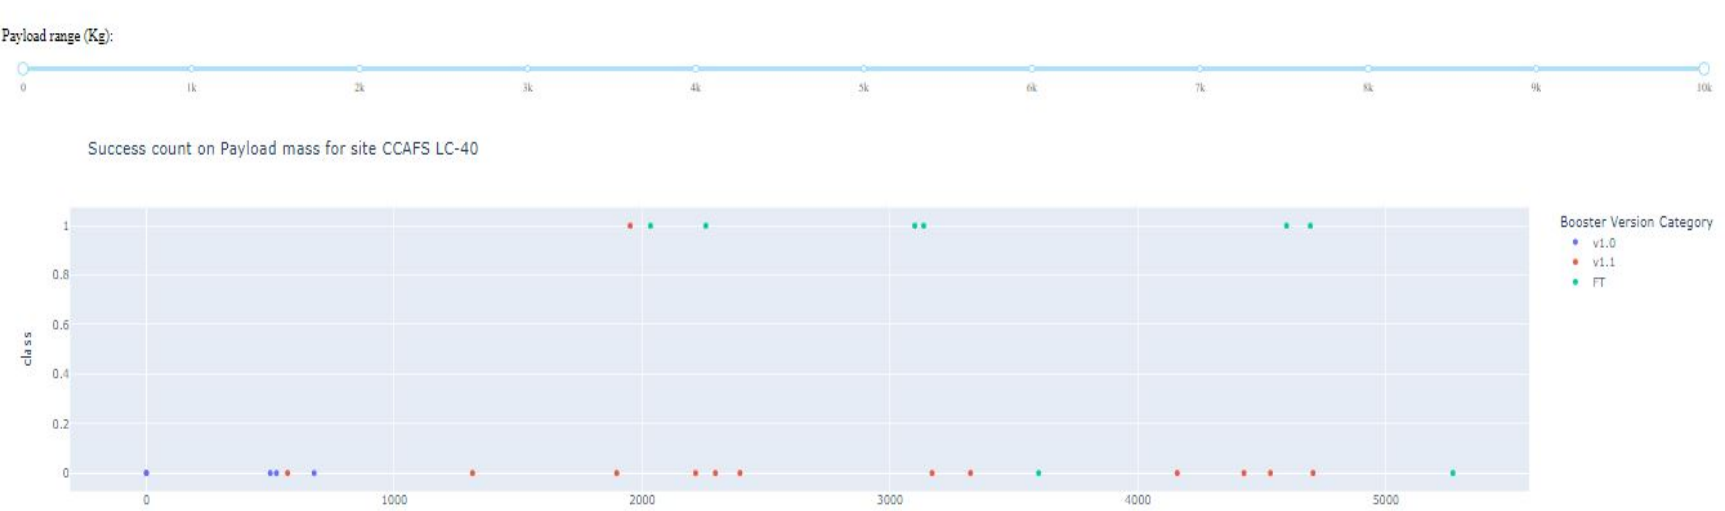 Payload range (Kg):
0 1k 2k 3k 4k 5k 6k 7k 8k 9k 10k
Success count on Payload mass for site CCAFS LC-40
1
0.8
0.6
0.4
0.2
0
class
0 1000 2000 3000 4000 5000
Booster Version Category
v1.0
v1.1
FT